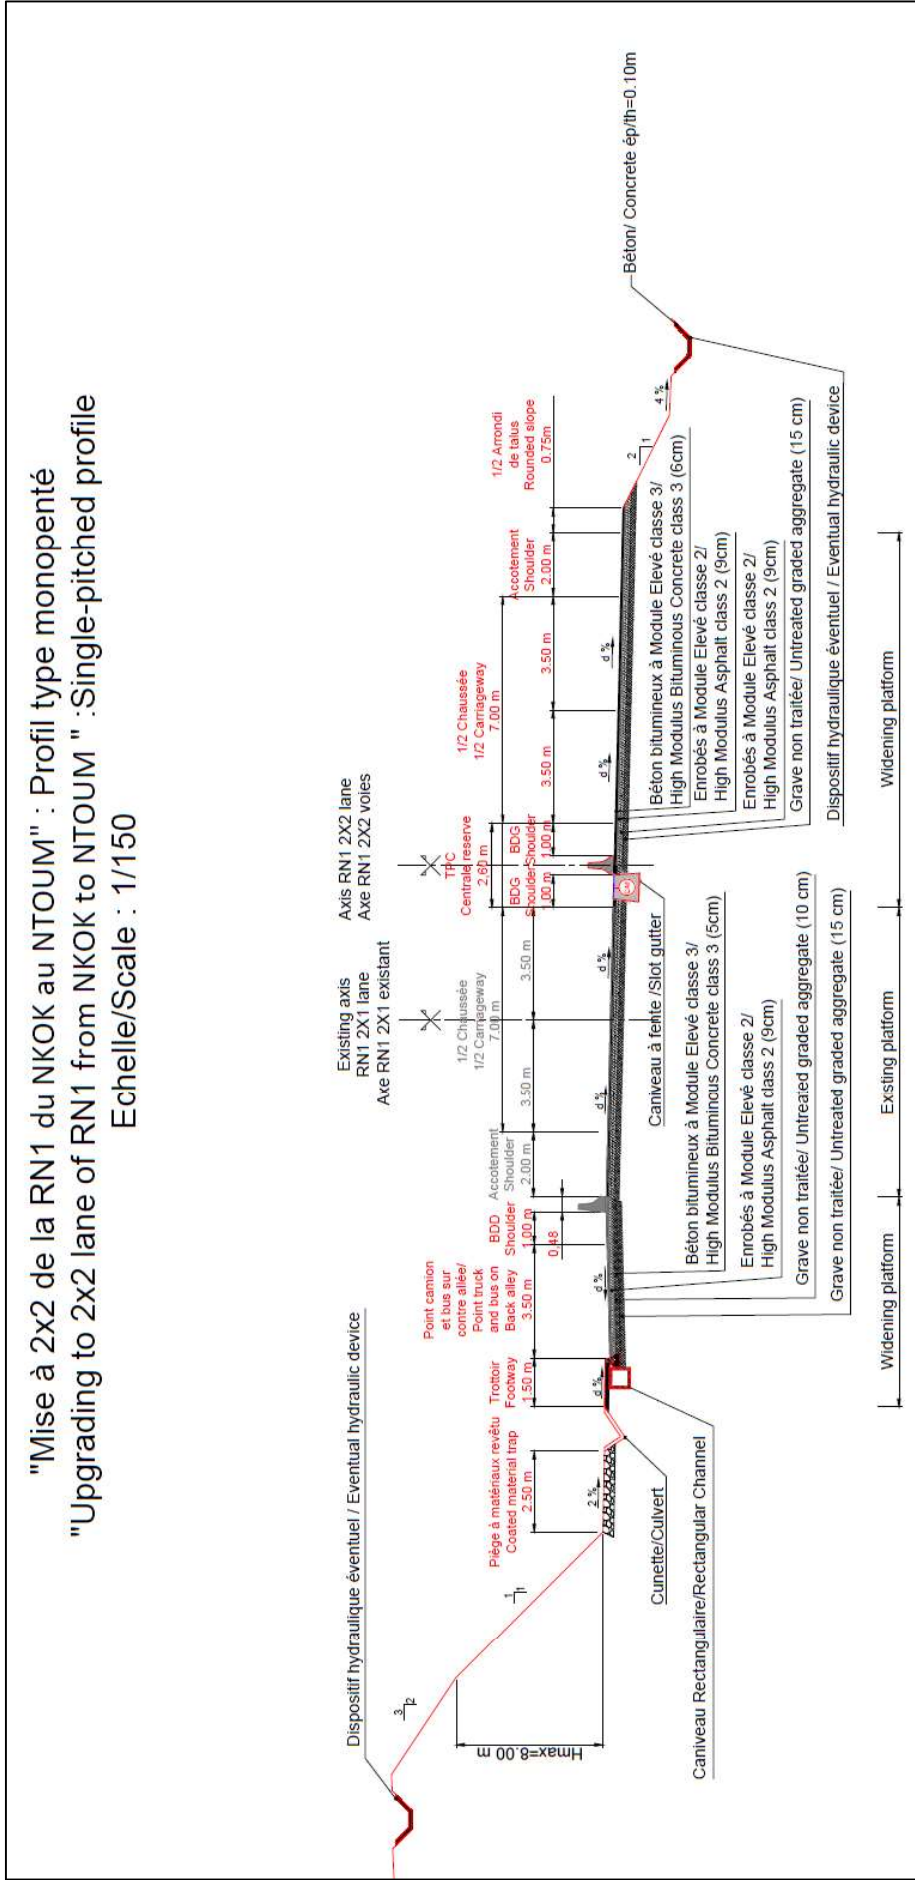 "Mise à 2x2 de la RN1 du NKOK au NTOUM" : Profil type monopenté
"Upgrading to 2x2 lane of RN1 from NKOK to NTOUM " :Single-pitched profile
Echelle/Scale : 1/150
Dispositif hydraulique éventuel / Eventual hydraulic device
3
2
1
1
Hmax=8.00 m
Piège à matériaux revêtu
Coated material trap
2.50 m
2 %
Trottoir
Footway
1.50 m
d %
Point camion
et bus sur
contre allée/
Point truck
and bus on
Back alley
3.50 m
d %
BDD
Shoulder
1,00 m
0,48
Accotement
Shoulder
2.00 m
Existing axis
RN1 2X1 lane
Axe RN1 2X1 existant
1/2 Chaussée
1/2 Carriageway
7.00 m
3.50 m
3.50 m
d %
d %
Axis RN1 2X2 lane
Axe RN1 2X2 voies
TPC
Centrale reserve
2,60 m
BDG
Shoulder
1,00 m
BDG
Shoulder
1,00 m
1/2 Chaussée
1/2 Carriageway
7.00 m
3.50 m
3.50 m
d %
d %
Accotement
Shoulder
2.00 m
1/2 Arrondi
de talus
Rounded slope
0.75m
2
1
4 %
Béton/ Concrete ép/th=0.10m
Cunette/Culvert
Caniveau Rectangulaire/Rectangular Channel
Caniveau à fente /Slot gutter
Béton bitumineux à Module Elevé classe 3/
High Modulus Bituminous Concrete class 3 (5cm)
Enrobés à Module Elevé classe 2/
High Modulus Asphalt class 2 (9cm)
Grave non traitée/ Untreated graded aggregate (10 cm)
Grave non traitée/ Untreated graded aggregate (15 cm)
Béton bitumineux à Module Elevé classe 3/
High Modulus Bituminous Concrete class 3 (6cm)
Enrobés à Module Elevé classe 2/
High Modulus Asphalt class 2 (9cm)
Enrobés à Module Elevé classe 2/
High Modulus Asphalt class 2 (9cm)
Grave non traitée/ Untreated graded aggregate (15 cm)
Dispositif hydraulique éventuel / Eventual hydraulic device
Widening platform
Existing platform
Widening platform